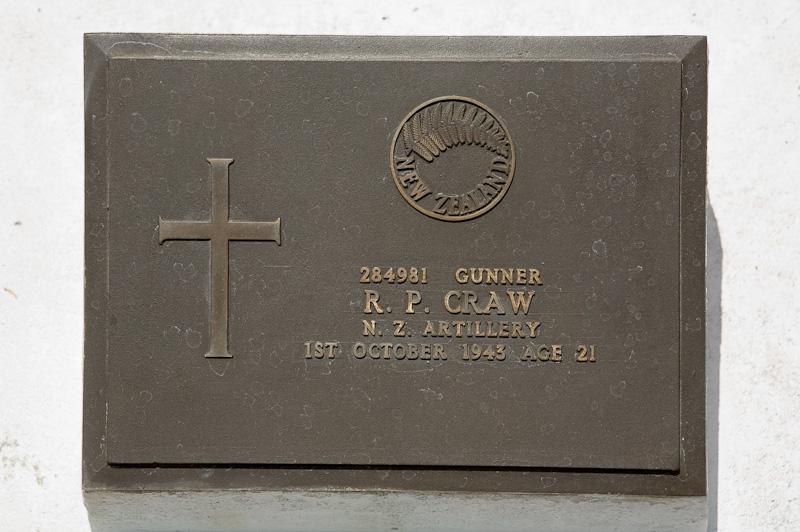 NEW ZEALAND
284981 GUNNER
R. P. CRAW
N. Z. ARTILLERY
1ST OCTOBER 1943 AGE 21